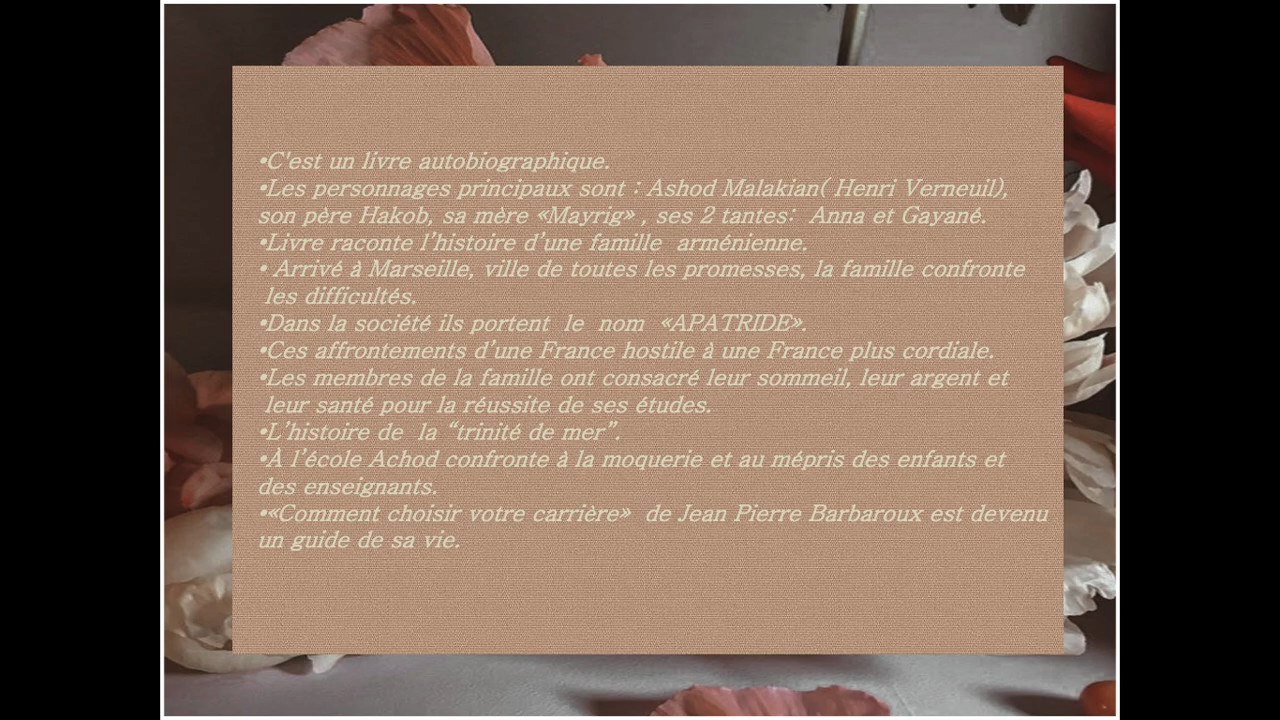 •C'est un livre autobiographique.
•Les personnages principaux sont : Ashod Malakian( Henri Verneuil),
son père Hakob, sa mère «Mayrig» , ses 2 tantes:  Anna et Gayané.
•Livre raconte l’histoire d’une famille  arménienne.
• Arrivé à Marseille, ville de toutes les promesses, la famille confronte
les difficultés.
•Dans la société ils portent  le  nom  «APATRIDE».
•Ces affrontements d’une France hostile à une France plus cordiale.
•Les membres de la famille ont consacré leur sommeil, leur argent et
leur santé pour la réussite de ses études.
•L’histoire de  la “trinité de mer”.
•À l’école Achod confronte à la moquerie et au mépris des enfants et
des enseignants.
•«Comment choisir votre carrière»  de Jean Pierre Barbaroux est devenu
un guide de sa vie.